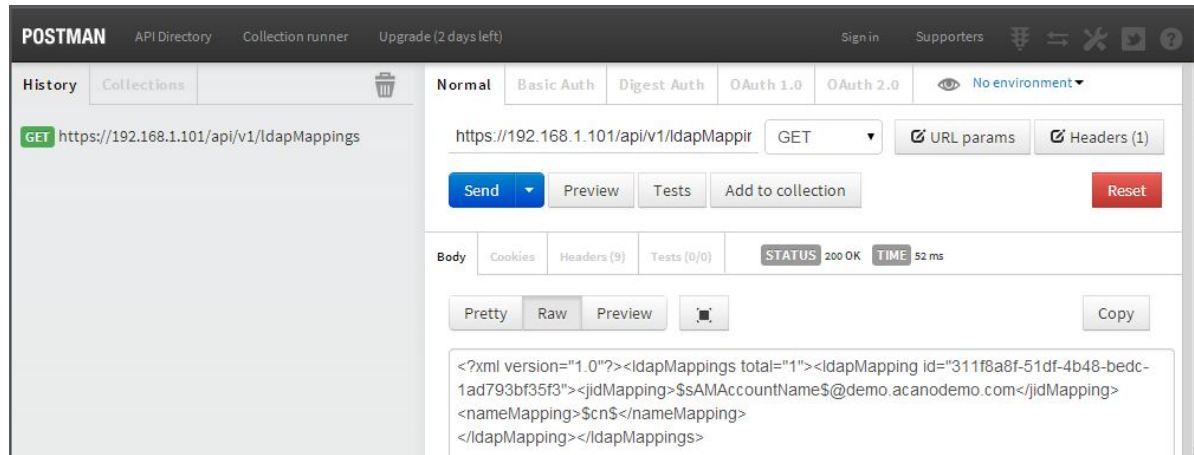 POSTMAN API Directory Collection runner Upgrade (2 days left) Sign in Supporters
History Collections
GET https://192.168.1.101/api/v1/ldapMappings
Normal Basic Auth Digest Auth OAuth 1.0 OAuth 2.0 No environment
https://192.168.1.101/api/v1/ldapMappir GET URL params Headers (1)
Send Preview Tests Add to collection Reset
Body Cookies Headers (9) Tests (0/0) STATUS 200 OK TIME 52 ms
Pretty Raw Preview Copy
<?xml version="1.0"?><ldapMappings total="1"><ldapMapping id="311f8a8f-51df-4b48-bedc-
1ad793bf35f3"><jidMapping>$sAMAccountName$@demo.acanodemo.com</jidMapping>
<nameMapping>$cn$</nameMapping>
</ldapMapping></ldapMappings>